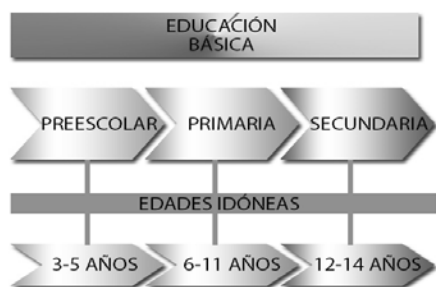 EDUCACIÓN
BÁSICA
PREESCOLAR PRIMARIA SECUNDARIA
EDADES IDÓNEAS
3-5 AÑOS 6-11 AÑOS 12-14 AÑOS